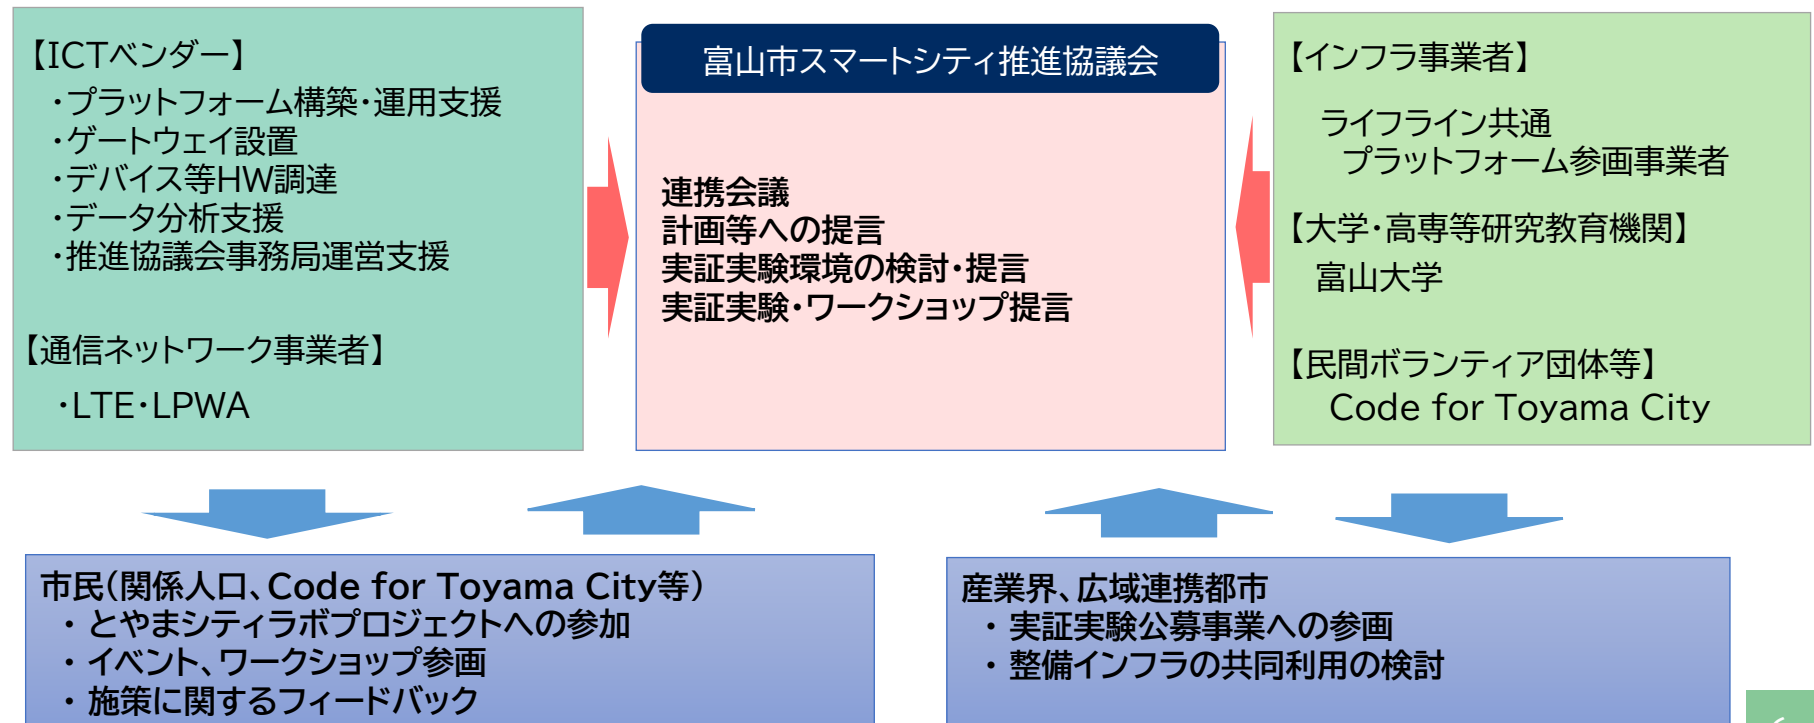 【ICTベンダー】
・プラットフォーム構築・運用支援
・ゲートウェイ設置
・デバイス等HW調達
・データ分析支援
・推進協議会事務局運営支援
【通信ネットワーク事業者】
・LTE・LPWA
富山市スマートシティ推進協議会
連携会議
計画等への提言
実証実験環境の検討・提言
実証実験・ワークショップ提言
【インフラ事業者】
ライフライン共通
プラットフォーム参画事業者
【大学・高専等研究教育機関】
富山大学
【民間ボランティア団体等】
Code for Toyama City
市民(関係人口、Code for Toyama City等)
・ とやまシティラボプロジェクトへの参加
・ イベント、ワークショップ参画
・ 施策に関するフィードバック
産業界、広域連携都市
・ 実証実験公募事業への参画
・ 整備インフラの共同利用の検討